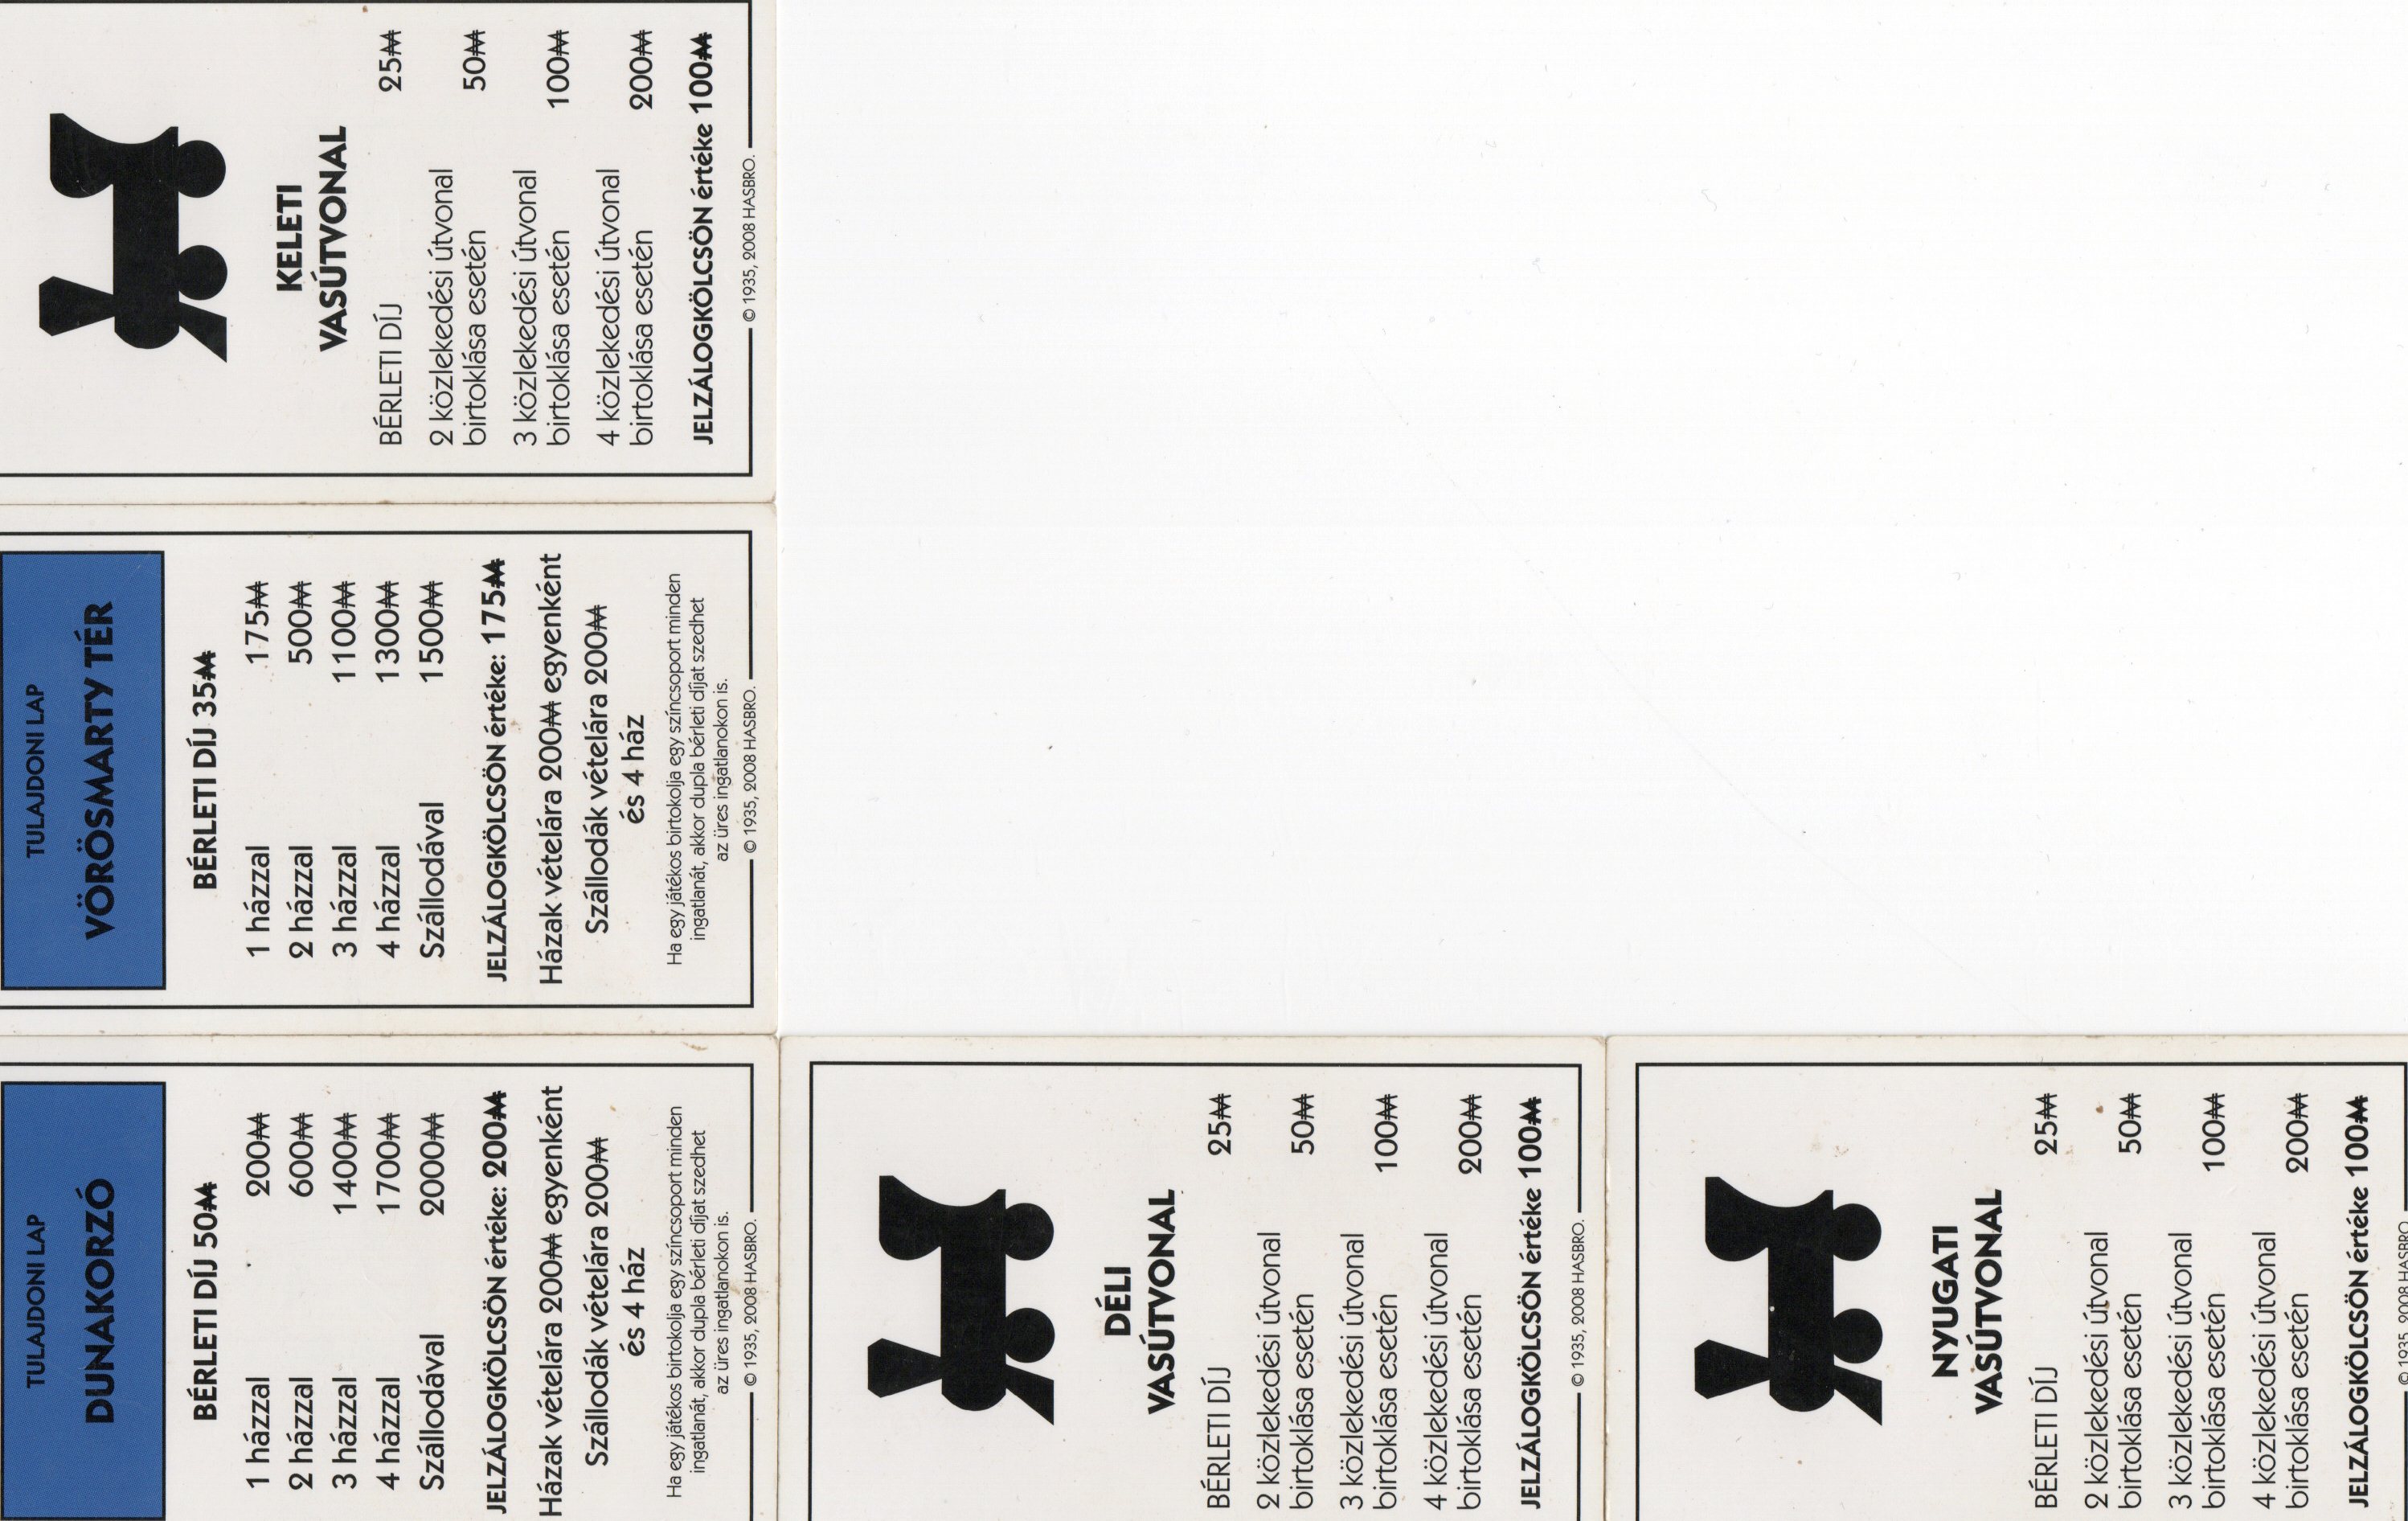 KELETI
VASÚTVONAL
BÉRLETI DÍJ 25₩
2 közlekedési útvonal
birtoklása esetén 50₩
3 közlekedési útvonal
birtoklása esetén 100₩
4 közlekedési útvonal
birtoklása esetén 200₩
JELZÁLOGKÖLCSÖN értéke 100₩
© 1935, 2008 HASBRO.
TULAJDONI LAP
VÖRÖSMARTY TÉR
BÉRLETI DÍJ 35₩
1 házzal 175₩
2 házzal 500₩
3 házzal 1100₩
4 házzal 1300₩
Szállodával 1500₩
JELZÁLOGKÖLCSÖN értéke: 175₩
Házak vételára 200₩ egyenként
Szállodák vételára 200₩
és 4 ház
Ha egy játékos birtokolja egy színcsoport minden
ingatlanát, akkor dupla bérleti díjat szedhet
az üres ingatlanokon is.
© 1935, 2008 HASBRO.
TULAJDONI LAP
DUNAKORZÓ
BÉRLETI DÍJ 50₩
1 házzal 200₩
2 házzal 600₩
3 házzal 1400₩
4 házzal 1700₩
Szállodával 2000₩
JELZÁLOGKÖLCSÖN értéke: 200₩
Házak vételára 200₩ egyenként
Szállodák vételára 200₩
és 4 ház
Ha egy játékos birtokolja egy színcsoport minden
ingatlanát, akkor dupla bérleti díjat szedhet
az üres ingatlanokon is.
© 1935, 2008 HASBRO.
DÉLI
VASÚTVONAL
BÉRLETI DÍJ 25₩
2 közlekedési útvonal
birtoklása esetén 50₩
3 közlekedési útvonal
birtoklása esetén 100₩
4 közlekedési útvonal
birtoklása esetén 200₩
JELZÁLOGKÖLCSÖN értéke 100₩
© 1935, 2008 HASBRO.
NYUGATI
VASÚTVONAL
BÉRLETI DÍJ 25₩
2 közlekedési útvonal
birtoklása esetén 50₩
3 közlekedési útvonal
birtoklása esetén 100₩
4 közlekedési útvonal
birtoklása esetén 200₩
JELZÁLOGKÖLCSÖN értéke 100₩
© 1935, 2008 HASBRO.